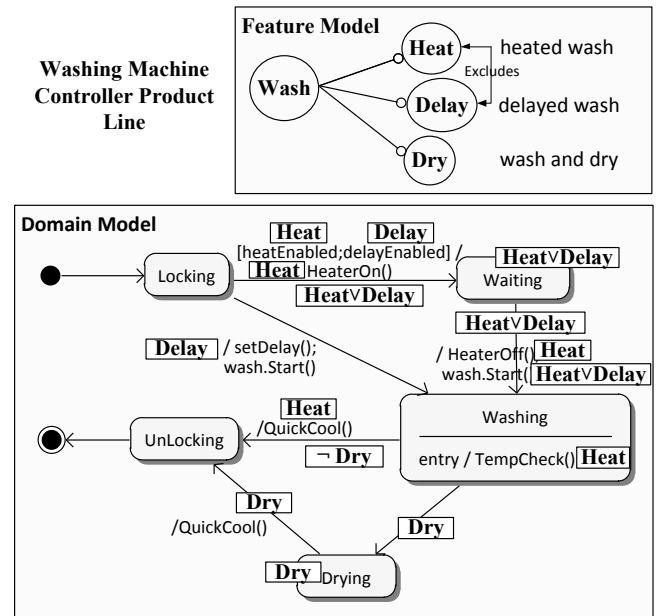 Feature Model
Washing Machine
Controller Product
Line
Wash
Heat
heated wash
Excludes
Delay
delayed wash
Dry
wash and dry
Domain Model
Heat Delay
[heatEnabled;delayEnabled] /
Heat HeaterOn()
Heat∨Delay
Locking
Heat∨Delay
Waiting
Heat∨Delay
Delay / setDelay();
wash.Start()
/ HeaterOff() Heat
wash.Start( Heat∨Delay
Heat
/QuickCool()
¬ Dry
UnLocking
Washing
entry / TempCheck() Heat
Dry
/QuickCool()
Dry
Dry Drying